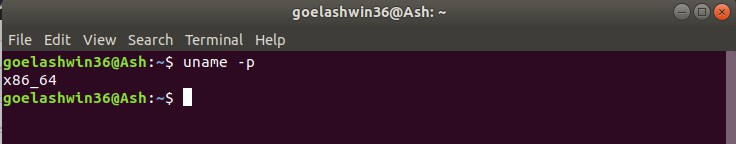 goelashwin36@Ash: ~
File Edit View Search Terminal Help
goelashwin36@Ash:~$ uname -p
x86_64
goelashwin36@Ash:~$